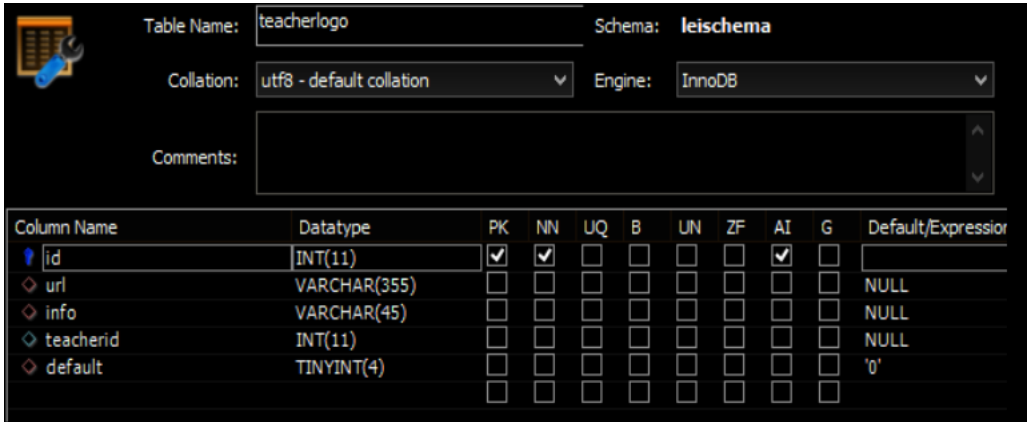 Table Name: teacherlogo Schema: leischema
Collation: utf8 - default collation Engine: InnoDB
Comments:
Column Name Datatype PK NN UQ B UN ZF AI G Default/Expression
id INT(11)
url VARCHAR(355) NULL
info VARCHAR(45) NULL
teacherid INT(11) NULL
default TINYINT(4) '0'